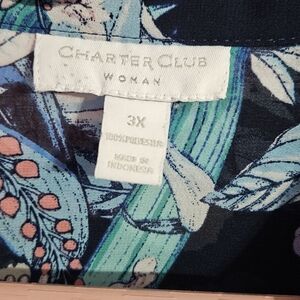 CHARTER CLUB
WOMAN
3X
100% POLYESTER
MADE IN
INDONESIA